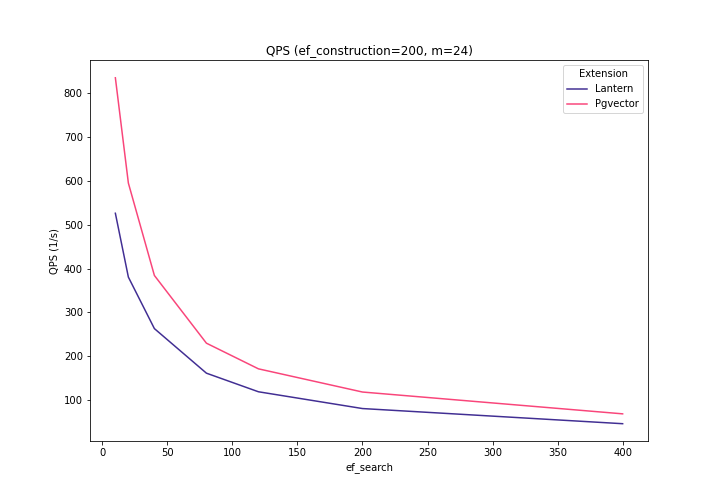 QPS (ef_construction=200, m=24)
Extension
Lantern
Pgvector
QPS (1/s)
800
700
600
500
400
300
200
100
0
50
100
150
200
250
300
350
400
ef_search